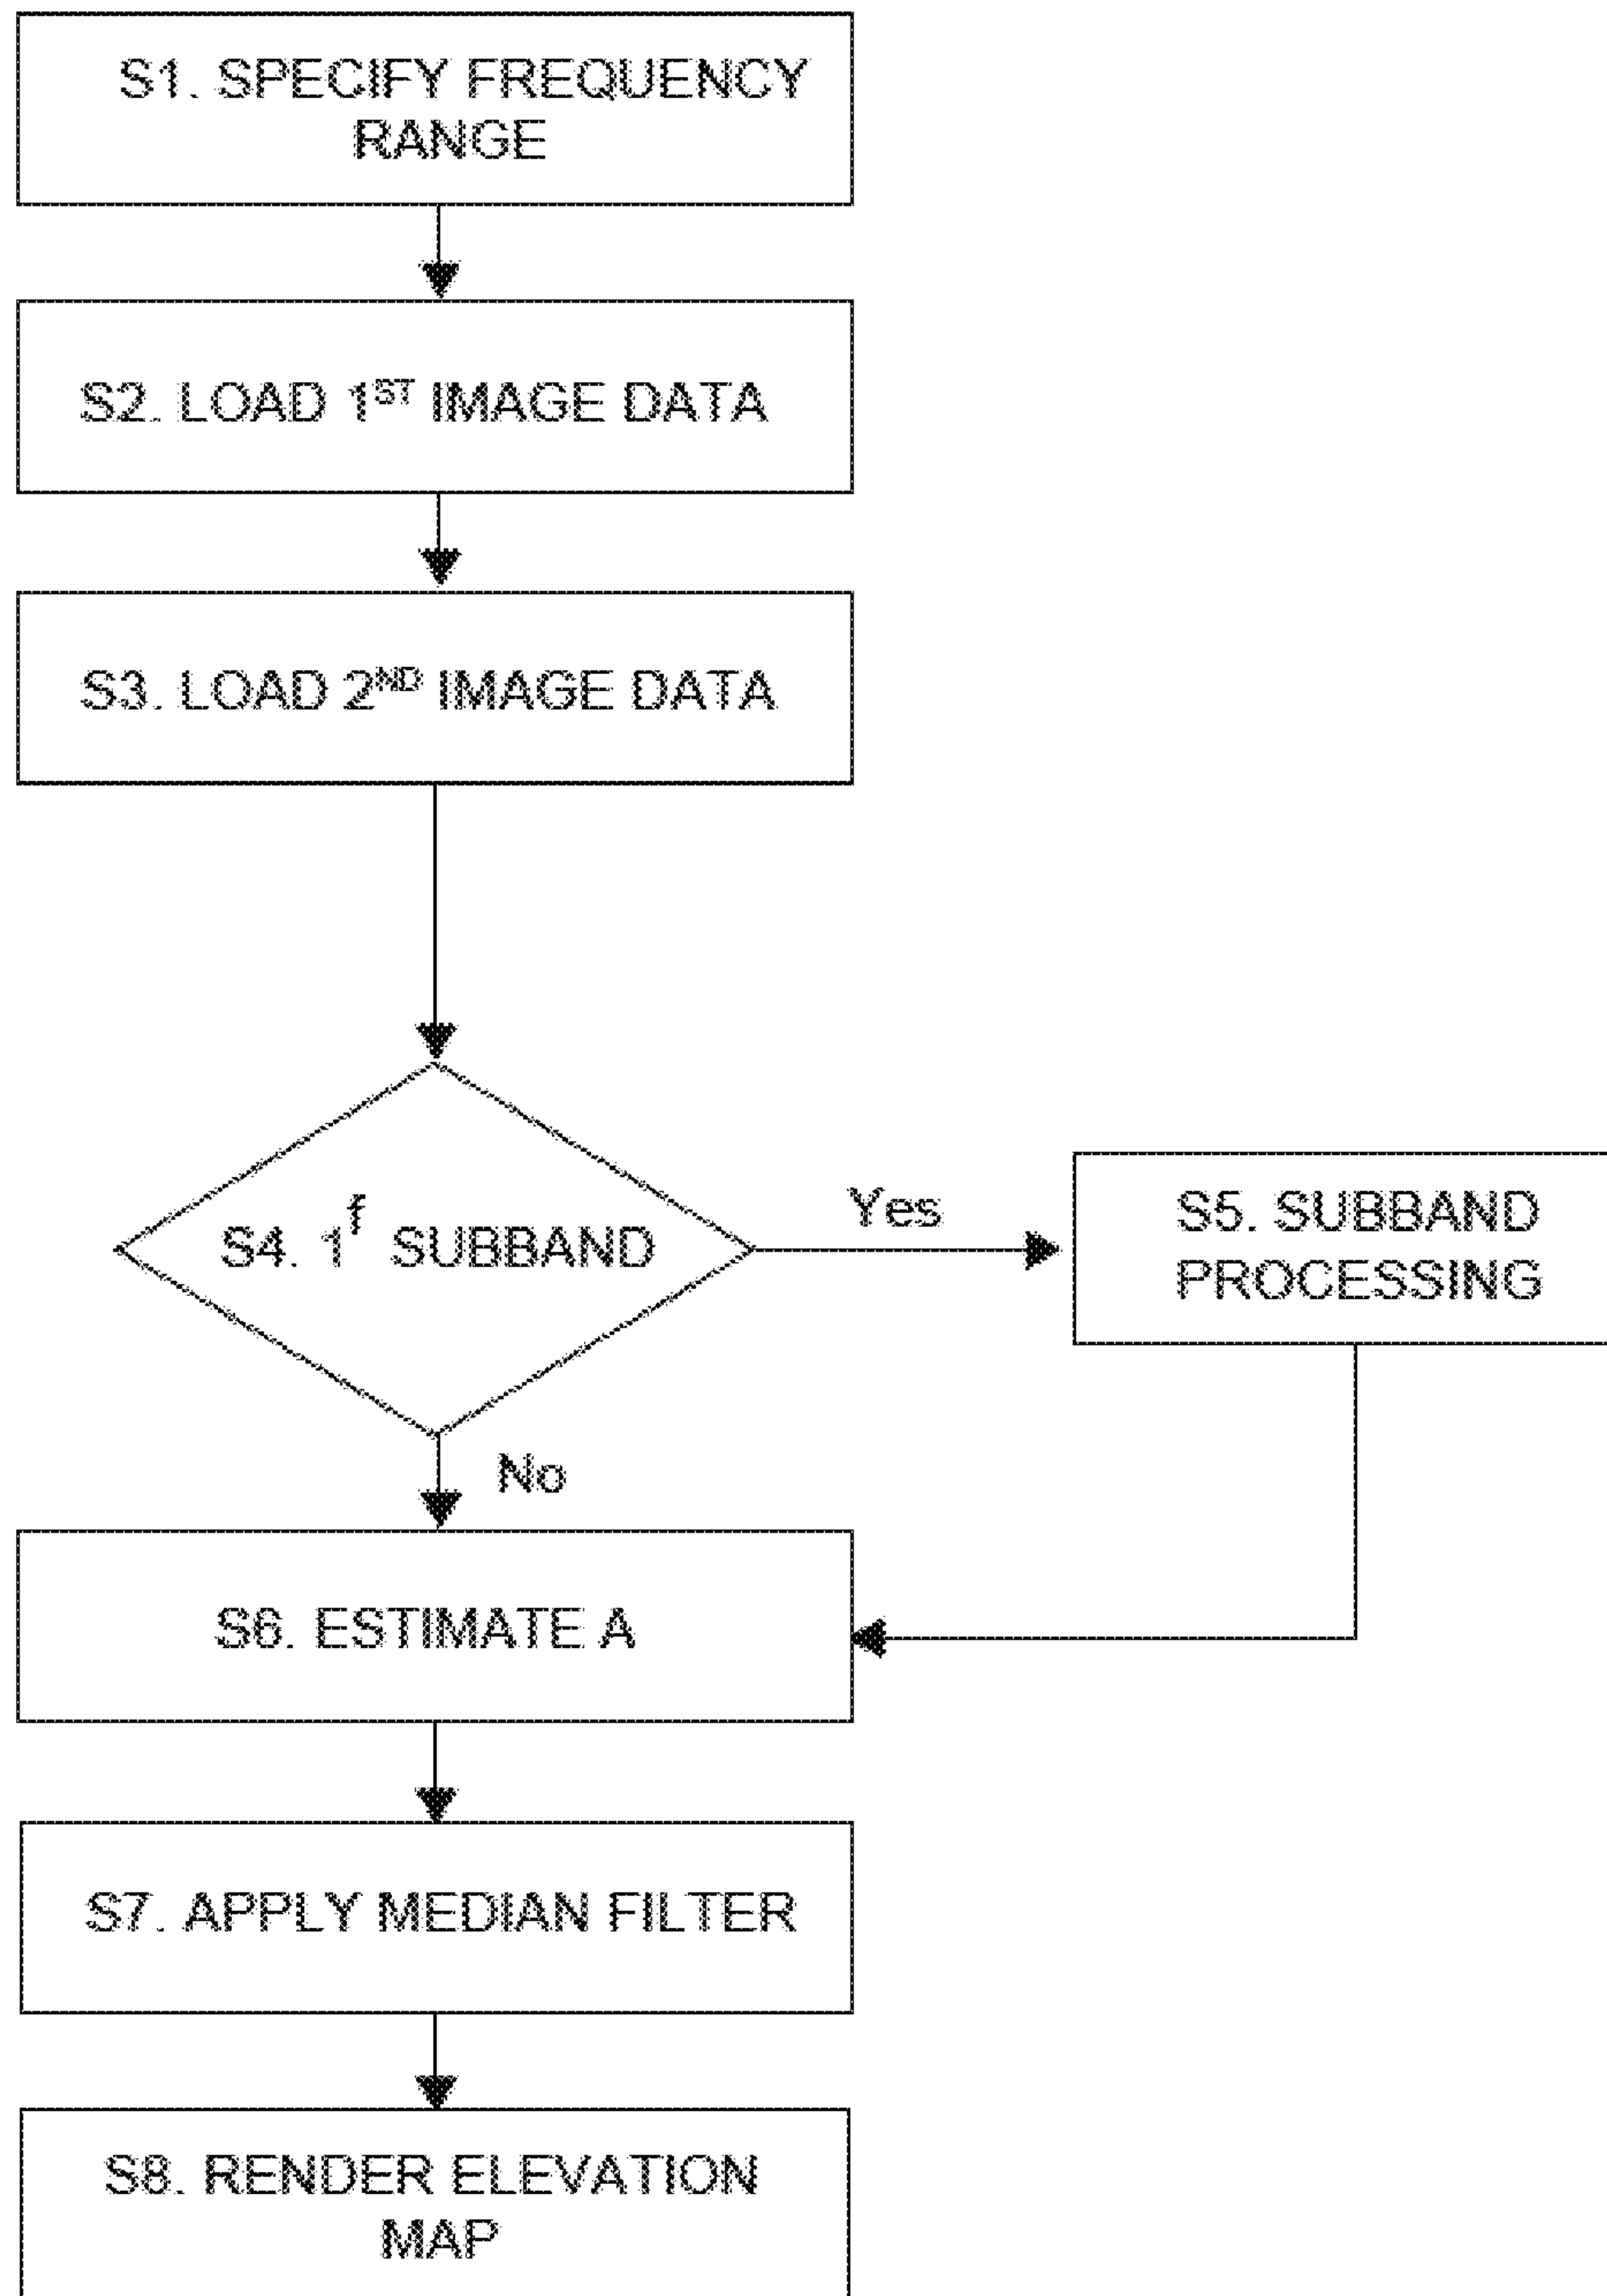 S1. SPECIFY FREQUENCY
RANGE
S2. LOAD 1ST IMAGE DATA
S3. LOAD 2ND IMAGE DATA
S4. 1f SUBBAND
Yes
S5. SUBBAND
PROCESSING
No
S6. ESTIMATE A
S7. APPLY MEDIAN FILTER
S8. RENDER ELEVATION
MAP